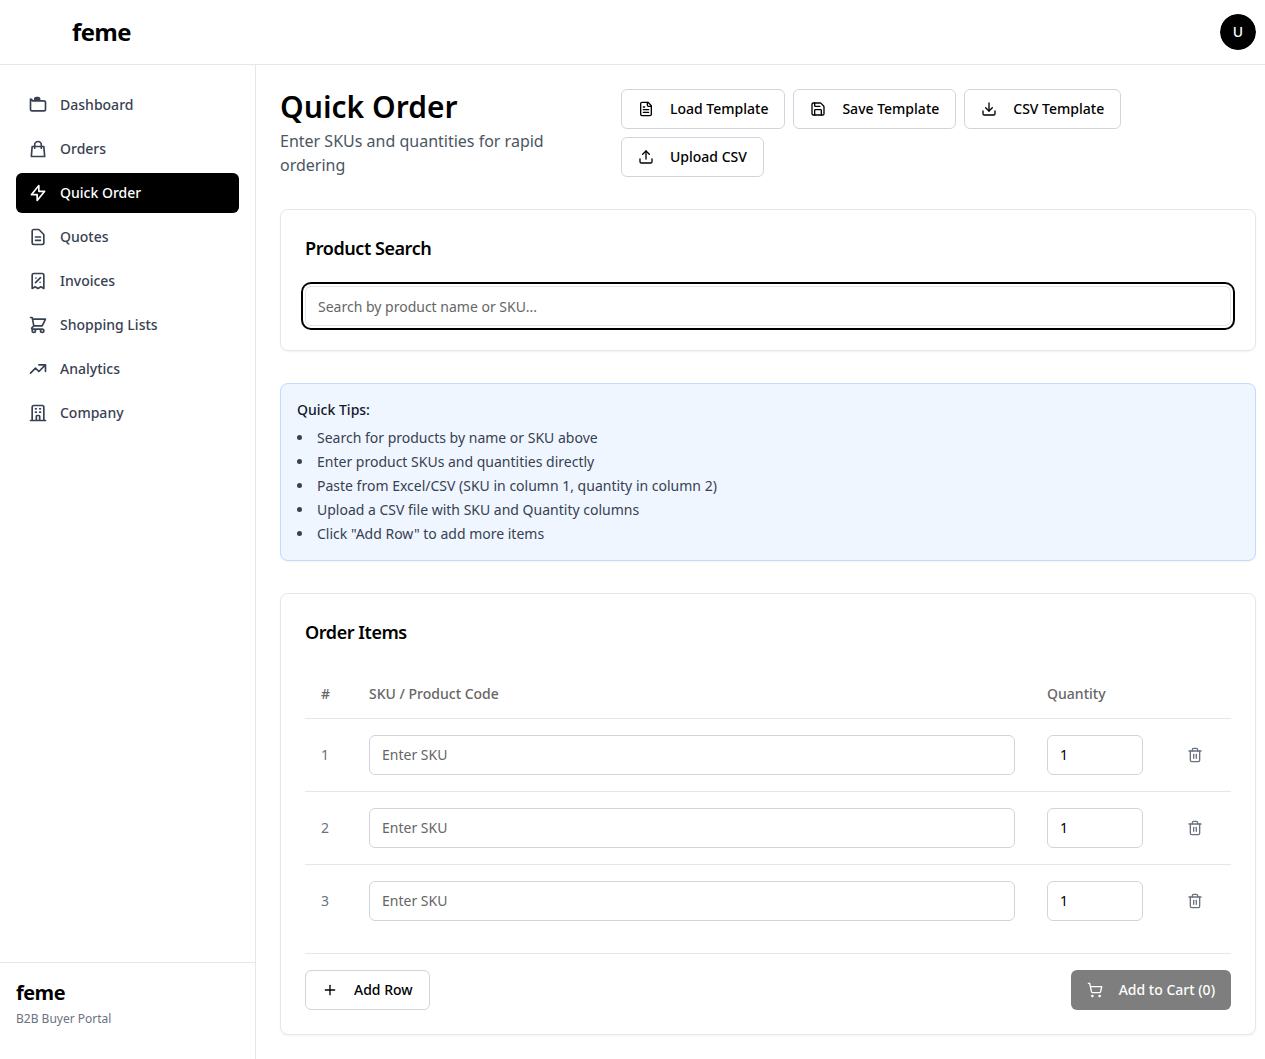 feme
U
Dashboard
Orders
Quick Order
Quotes
Invoices
Shopping Lists
Analytics
Company
feme
B2B Buyer Portal
Quick Order
Enter SKUs and quantities for rapid
ordering
Load Template
Save Template
CSV Template
Upload CSV
Product Search
Search by product name or SKU...
Quick Tips:
Search for products by name or SKU above
Enter product SKUs and quantities directly
Paste from Excel/CSV (SKU in column 1, quantity in column 2)
Upload a CSV file with SKU and Quantity columns
Click "Add Row" to add more items
Order Items
# SKU / Product Code Quantity
1 Enter SKU 1
2 Enter SKU 1
3 Enter SKU 1
Add Row
Add to Cart (0)